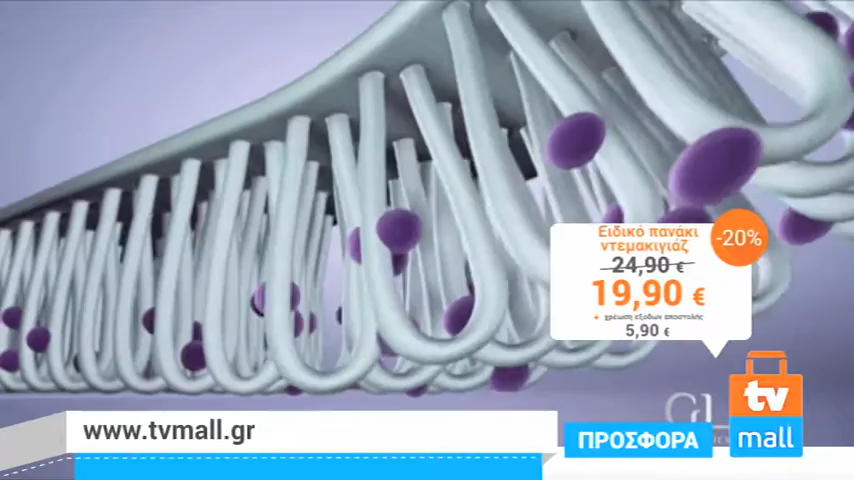 Ειδικό πανάκι
ντεμακιγιάζ
-20%
24,90 €
19,90 €
+ χρέωση εξόδων αποστολής
5,90 €
tv
mall
www.tvmall.gr
ΠΡΟΣΦΟΡΑ